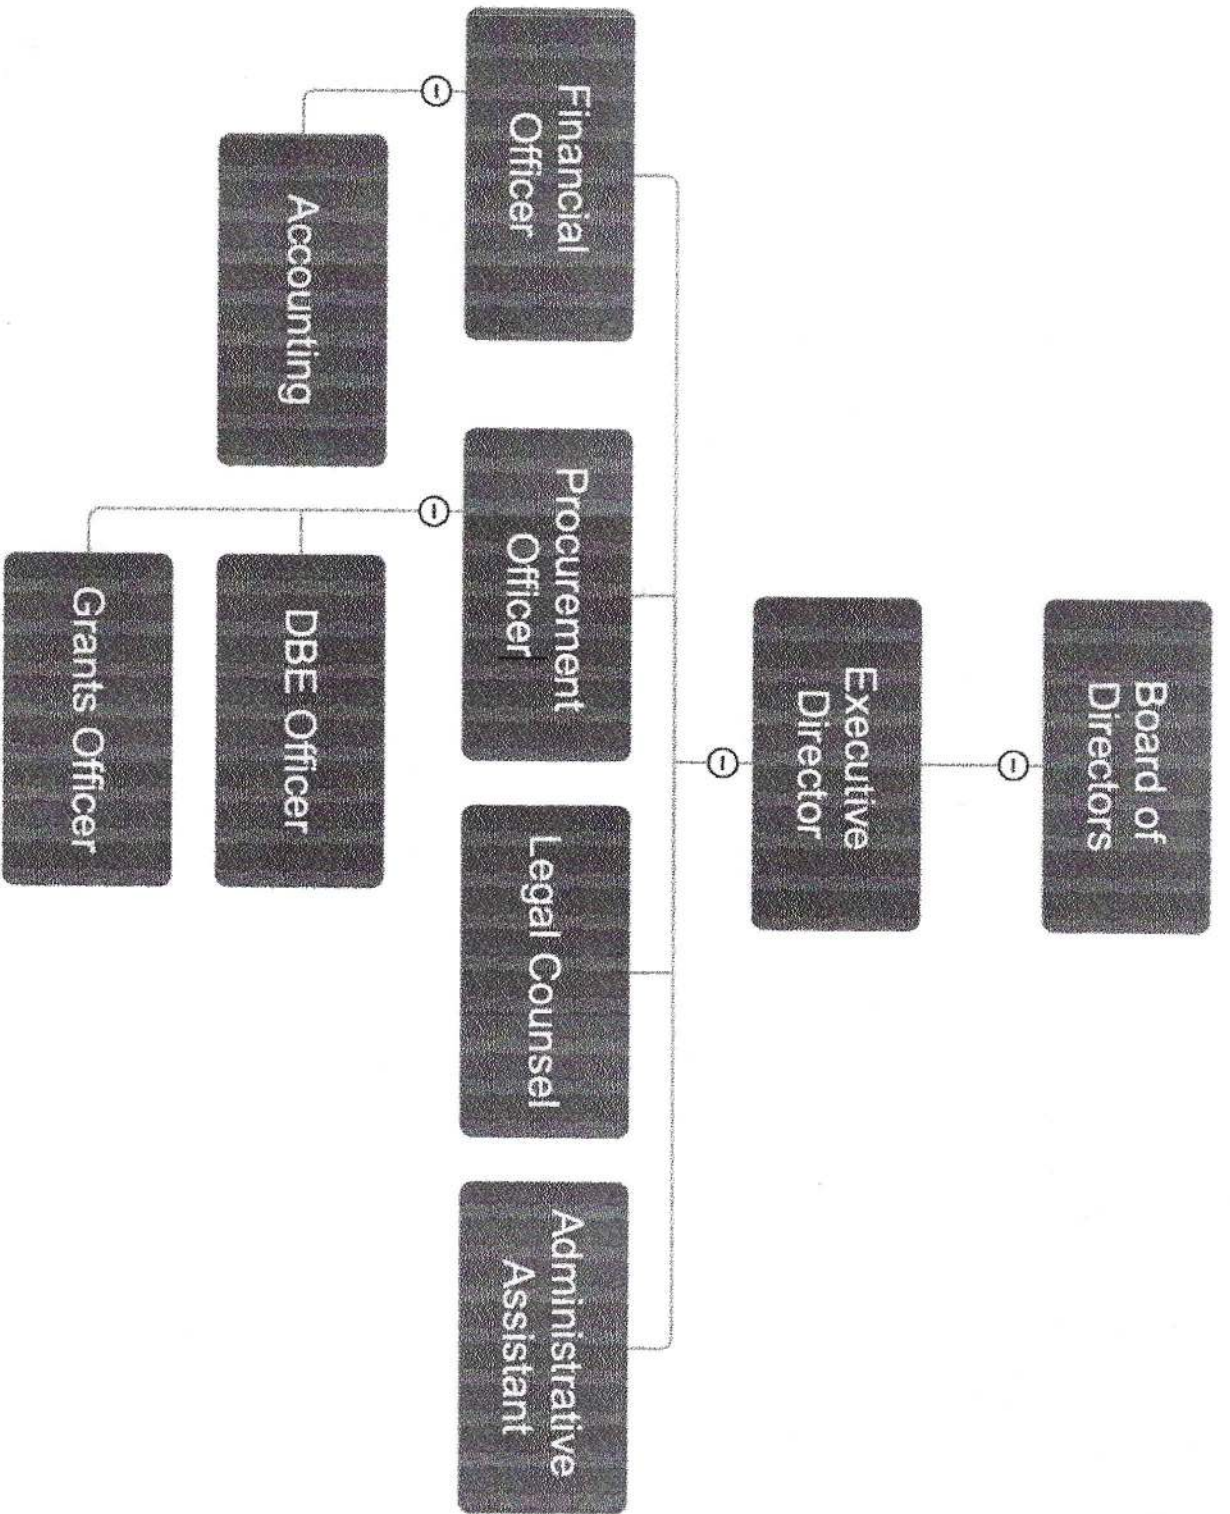 Board of
Directors
Executive
Director
Financial
Officer
Procurement
Officer
Legal Counsel
Administrative
Assistant
Accounting
DBE Officer
Grants Officer